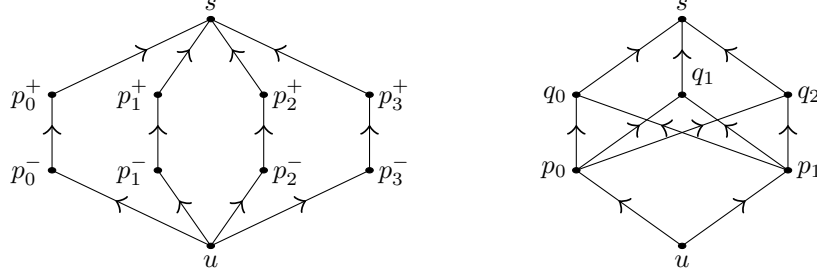 s s
p₀⁺ p₁⁺ p₂⁺ p₃⁺ q₀ q₁ q₂
p₀⁻ p₁⁻ p₂⁻ p₃⁻ p₀ p₁
u u